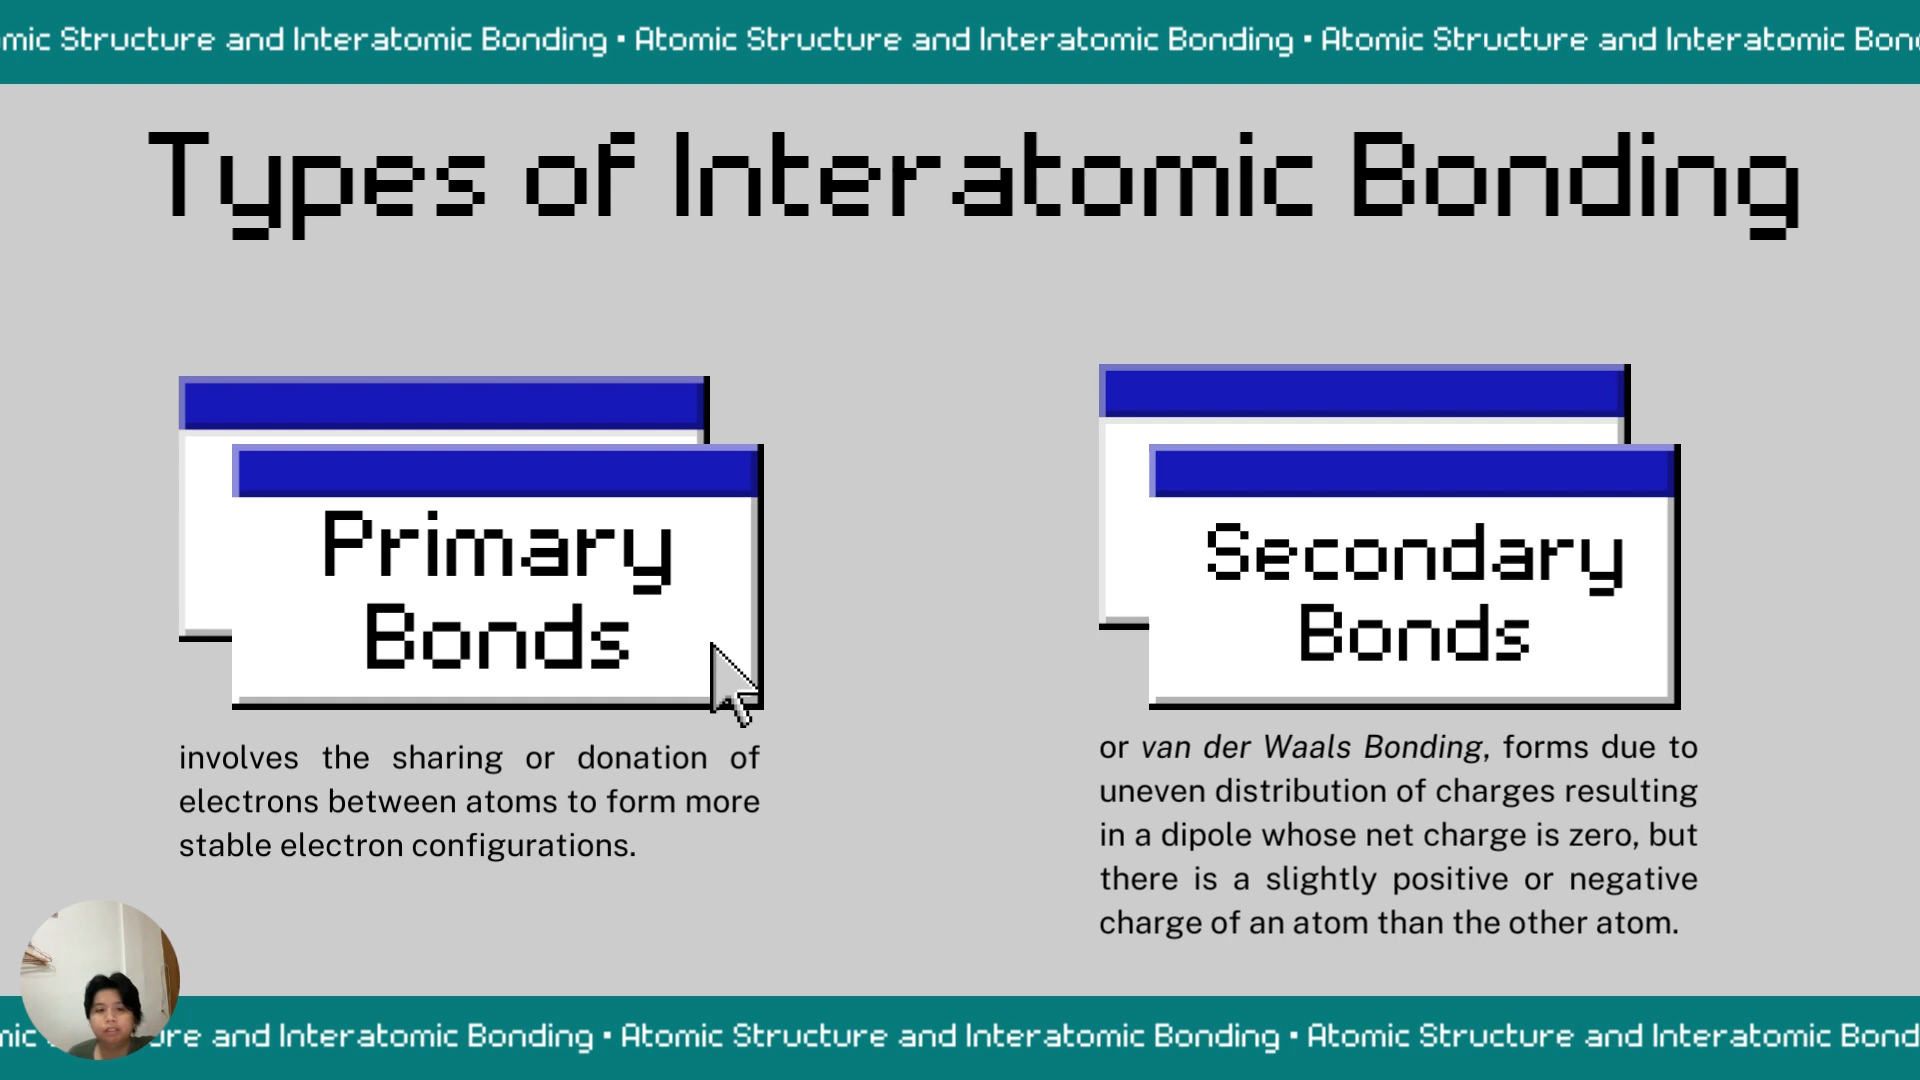 mic Structure and Interatomic Bonding • Atomic Structure and Interatomic Bonding • Atomic Structure and Interatomic Bon
Types of Interatomic Bonding
Primary
Bonds
involves the sharing or donation of
electrons between atoms to form more
stable electron configurations.
Secondary
Bonds
or van der Waals Bonding, forms due to
uneven distribution of charges resulting
in a dipole whose net charge is zero, but
there is a slightly positive or negative
charge of an atom than the other atom.
mic ure and Interatomic Bonding • Atomic Structure and Interatomic Bonding • Atomic Structure and Interatomic Bond